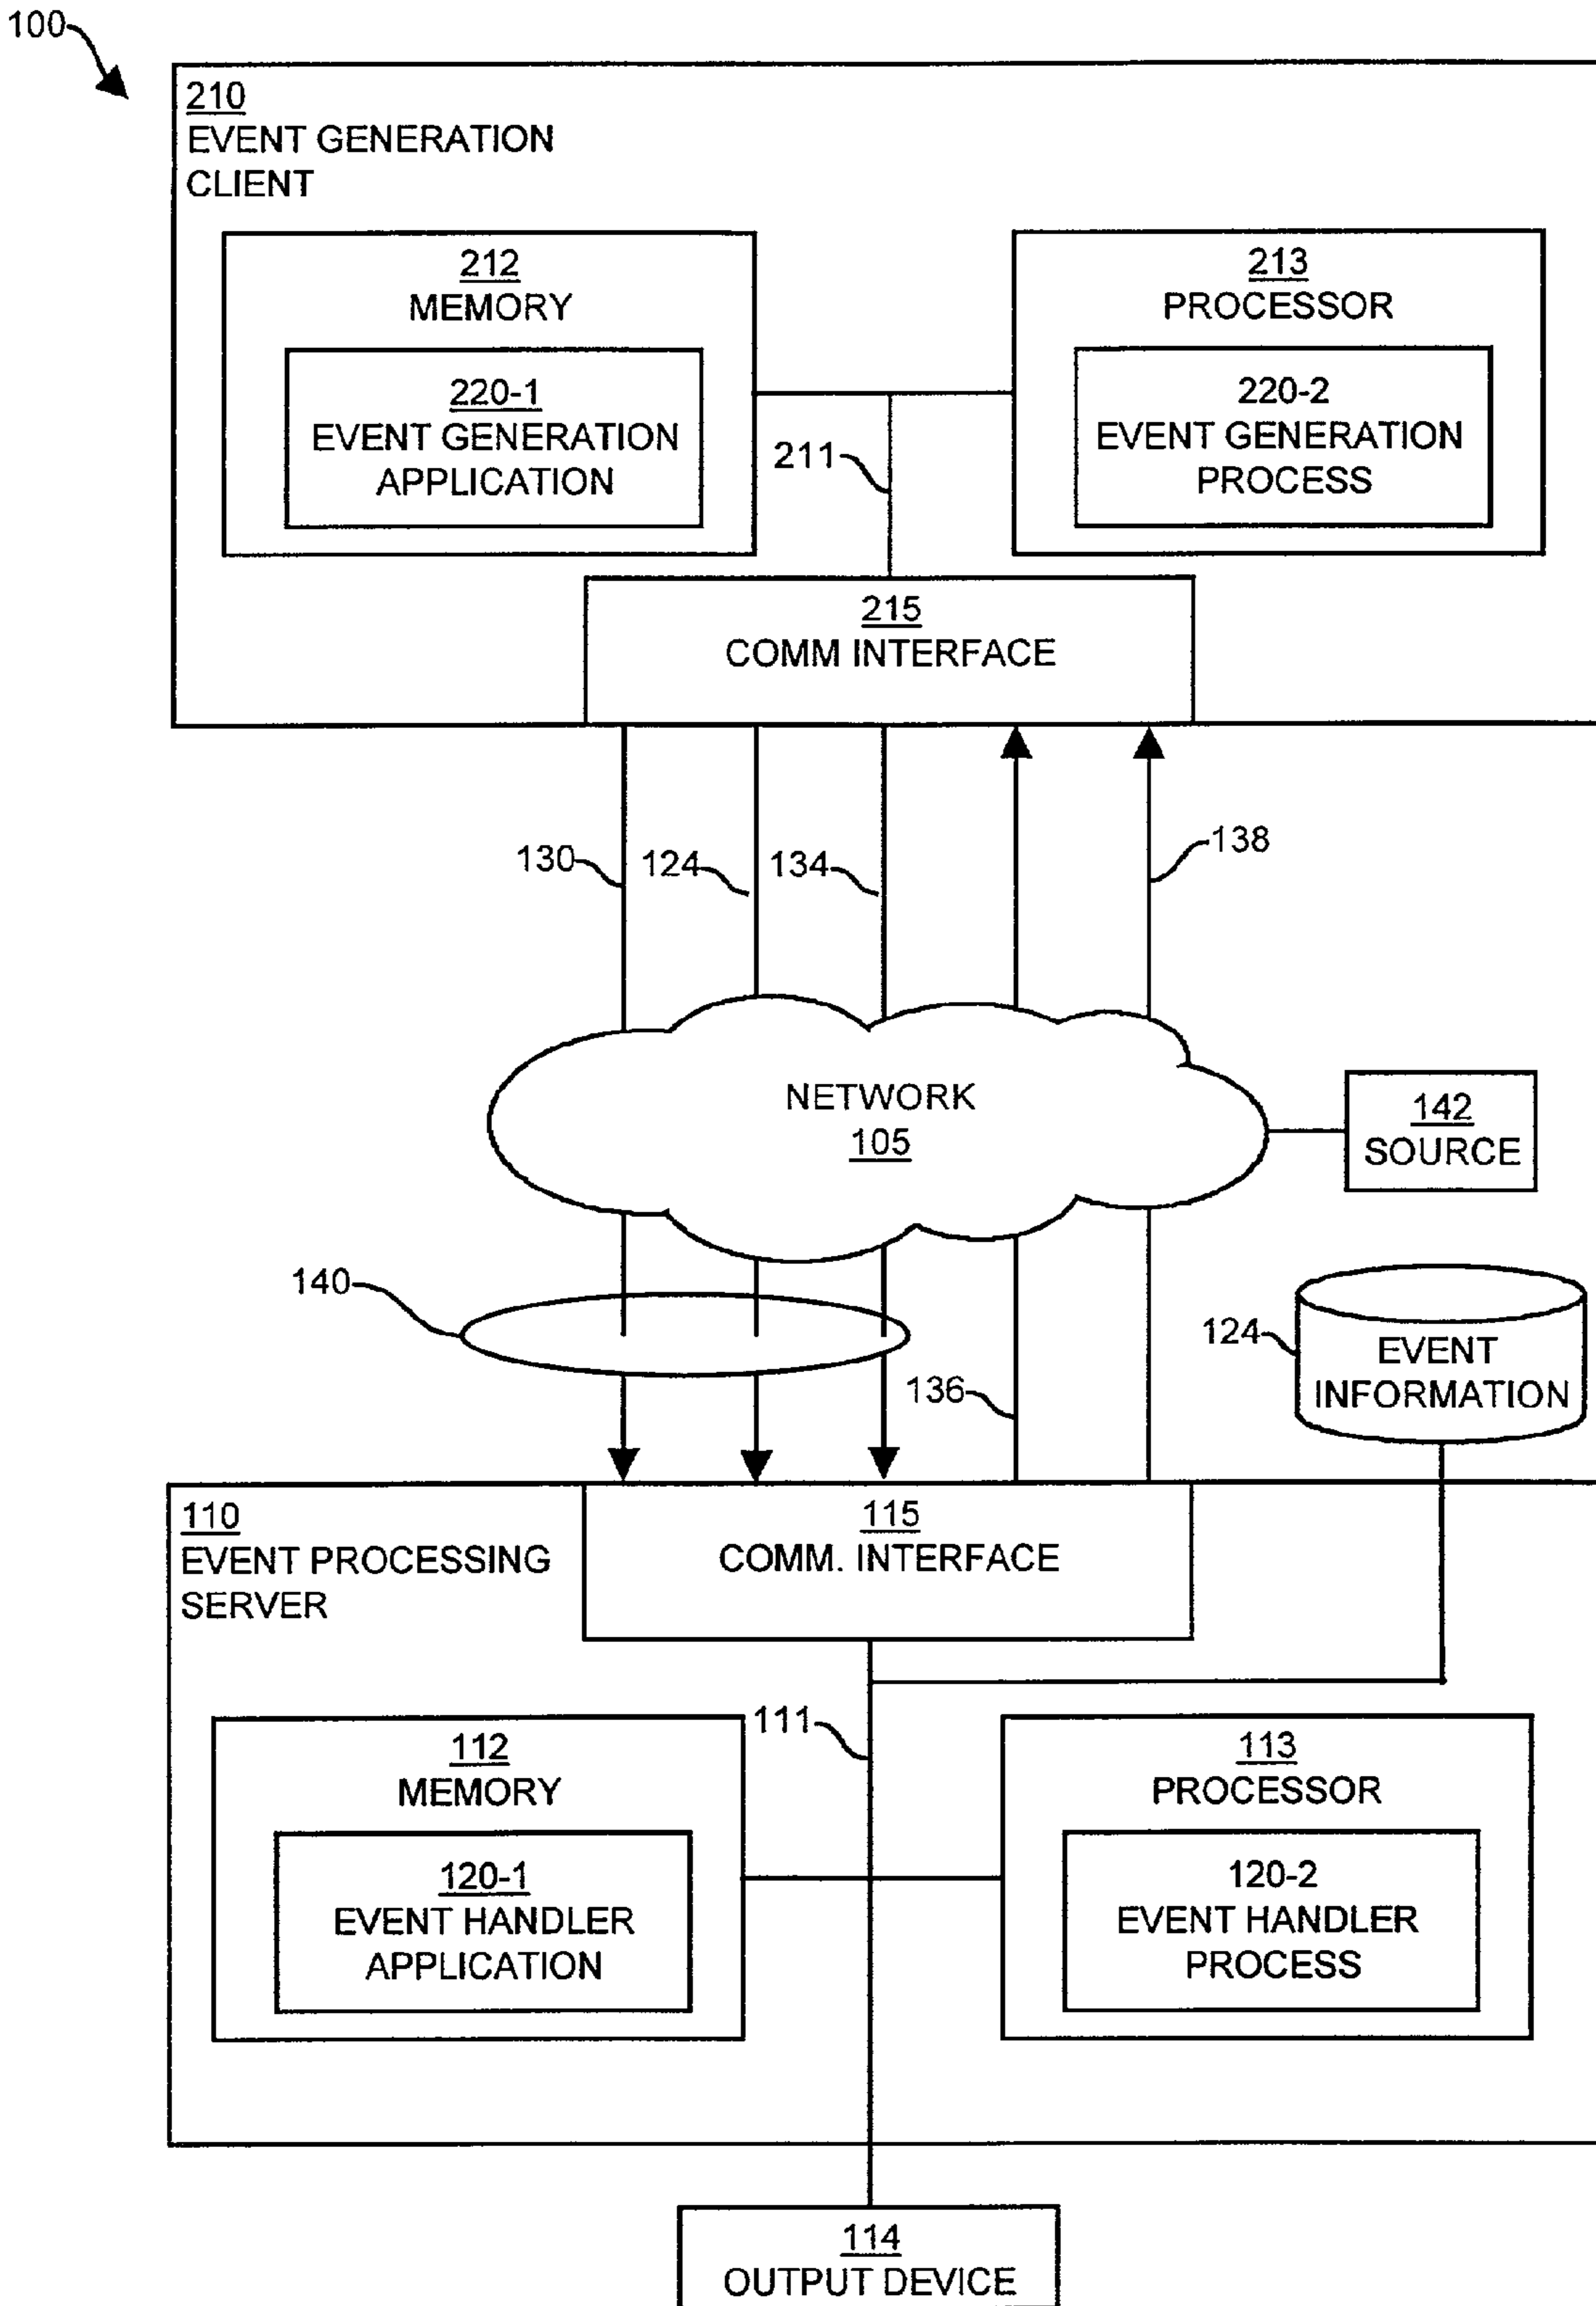 100
210
EVENT GENERATION
CLIENT
212
MEMORY
220-1
EVENT GENERATION
APPLICATION
213
PROCESSOR
220-2
EVENT GENERATION
PROCESS
211
215
COMM INTERFACE
130
124
134
138
NETWORK
105
142
SOURCE
140
136
124
EVENT
INFORMATION
110
EVENT PROCESSING
SERVER
115
COMM. INTERFACE
111
112
MEMORY
120-1
EVENT HANDLER
APPLICATION
113
PROCESSOR
120-2
EVENT HANDLER
PROCESS
114
OUTPUT DEVICE